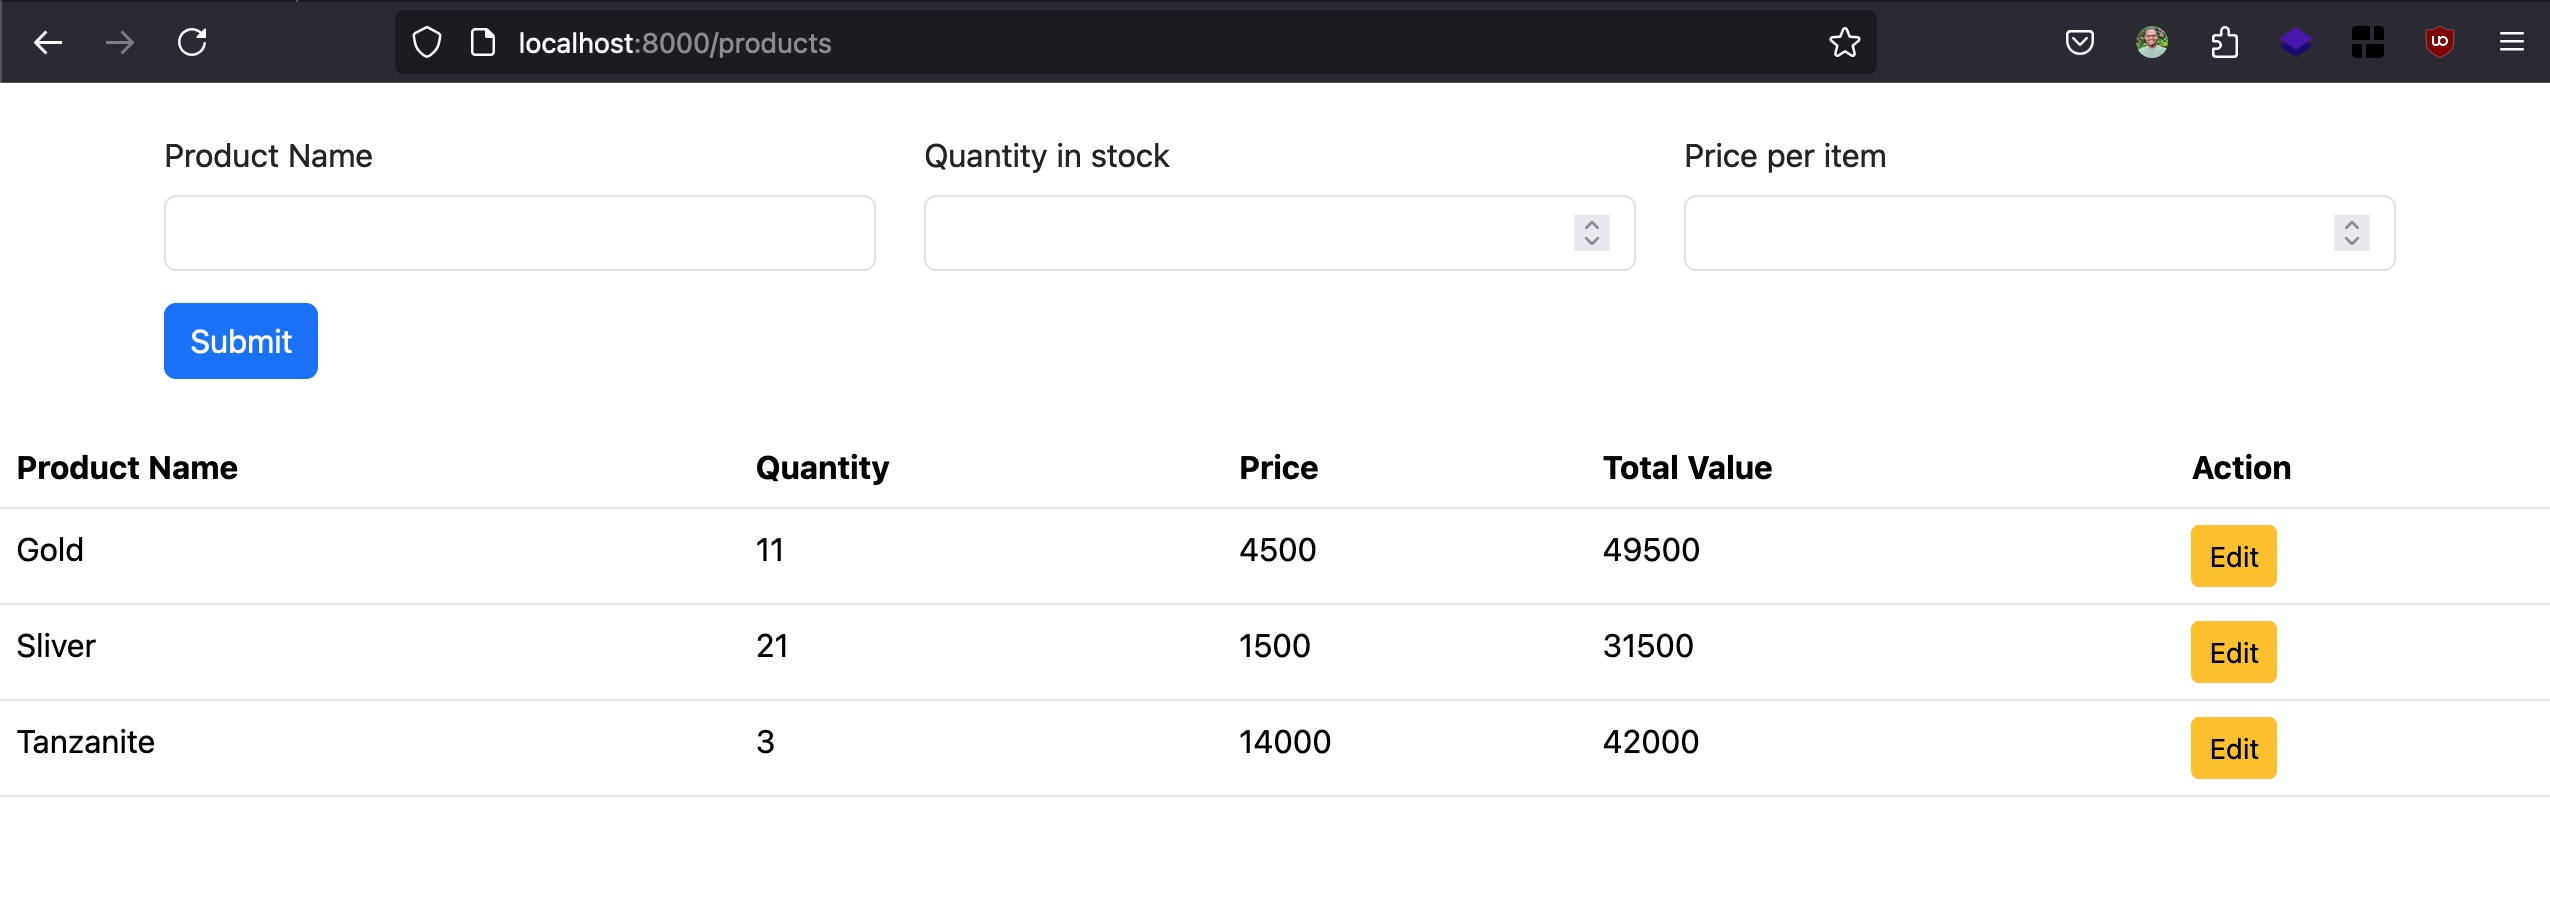 localhost:8000/products
Product Name Quantity in stock Price per item
Submit
Product Name Quantity Price Total Value Action
Gold 11 4500 49500 Edit
Sliver 21 1500 31500 Edit
Tanzanite 3 14000 42000 Edit